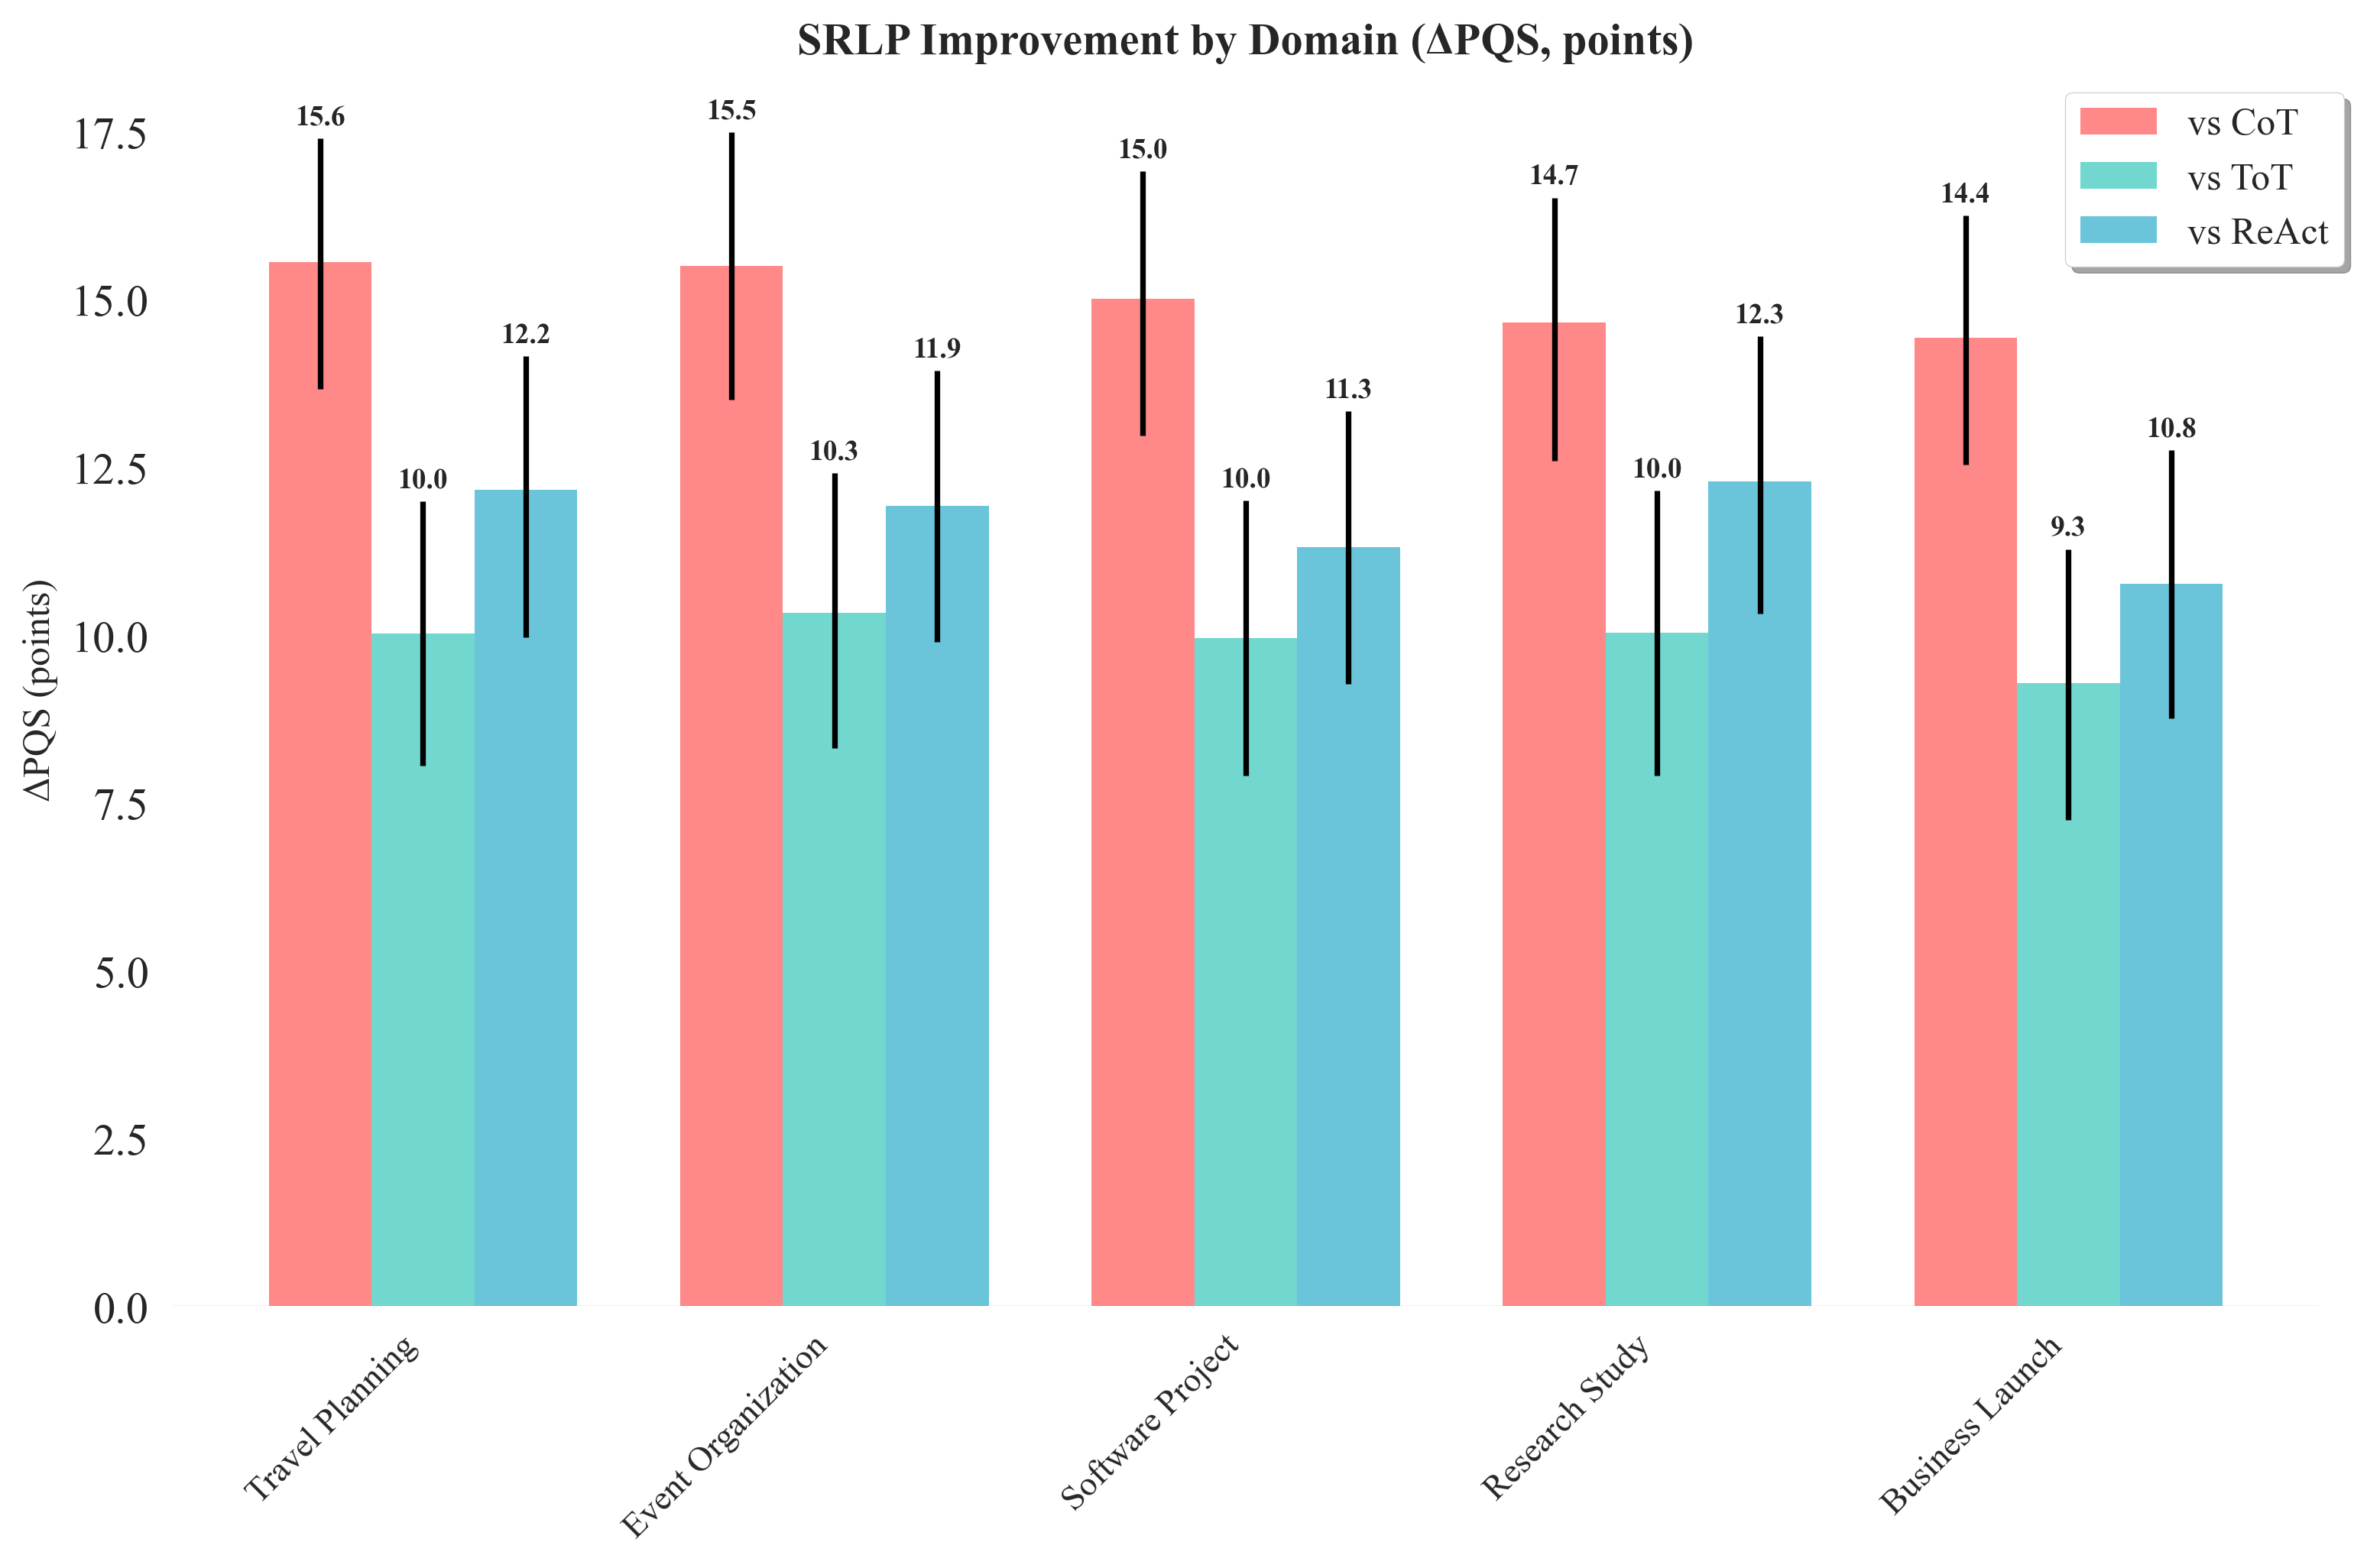 SRLP Improvement by Domain (ΔPQS, points)
vs CoT
vs ToT
vs ReAct
ΔPQS (points)
17.5
15.0
12.5
10.0
7.5
5.0
2.5
0.0
15.6
10.0
12.2
15.5
10.3
11.9
15.0
10.0
11.3
14.7
10.0
12.3
14.4
9.3
10.8
Travel Planning
Event Organization
Software Project
Research Study
Business Launch